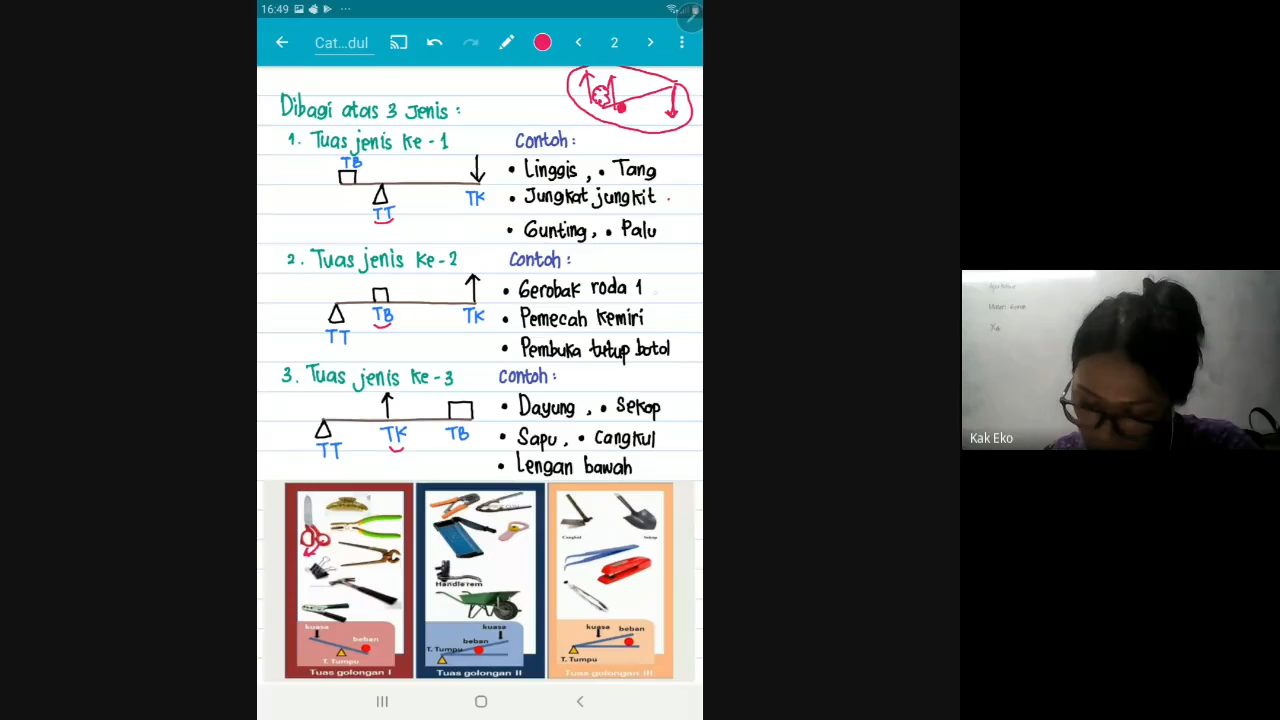 16:49
Cat...dul
2
Dibagi atas 3 Jenis :
1. Tuas jenis ke - 1
Contoh :
TB
• Linggis , • Tang
TK
• Jungkat jungkit
TT
• Gunting, • Palu
2. Tuas jenis ke-2
Contoh :
• Gerobak roda 1
TB
TK
• Pemecah kemiri
TT
• Pembuka tutup botol
3. Tuas jenis ke-3
Contoh :
• Dayung , • Sekop
TK
TB
• Sapu , • Cangkul
TT
• Lengan bawah
Cangkul
Sekop
Handle rem
kuasa
beban
T. Tumpu
Tuas golongan I
kuasa
beban
T. Tumpu
Tuas golongan II
kuasa
beban
T. Tumpu
Tuas golongan III
Kak Eko